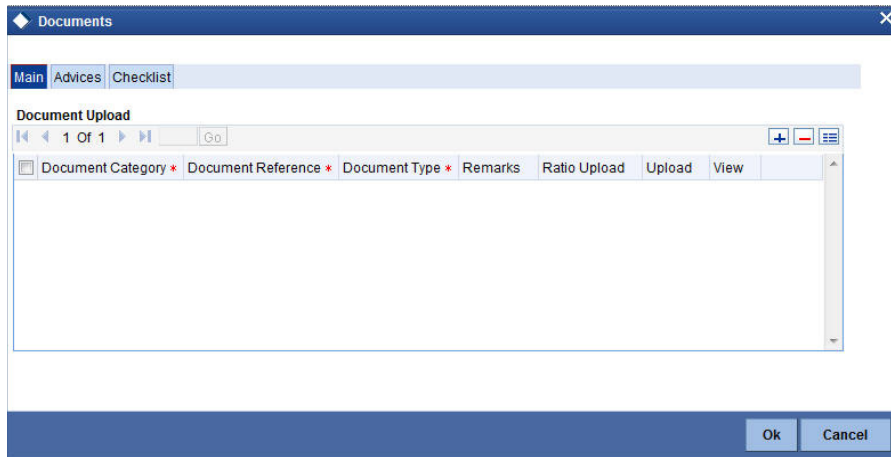 Documents
Main Advices Checklist
Document Upload
1 Of 1 Go
Document Category * Document Reference * Document Type * Remarks Ratio Upload Upload View
Ok Cancel